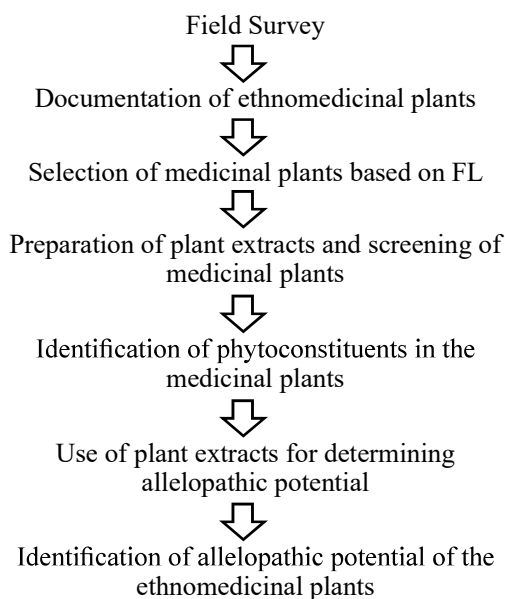 Field Survey
Documentation of ethnomedicinal plants
Selection of medicinal plants based on FL
Preparation of plant extracts and screening of
medicinal plants
Identification of phytoconstituents in the
medicinal plants
Use of plant extracts for determining
allelopathic potential
Identification of allelopathic potential of the
ethnomedicinal plants